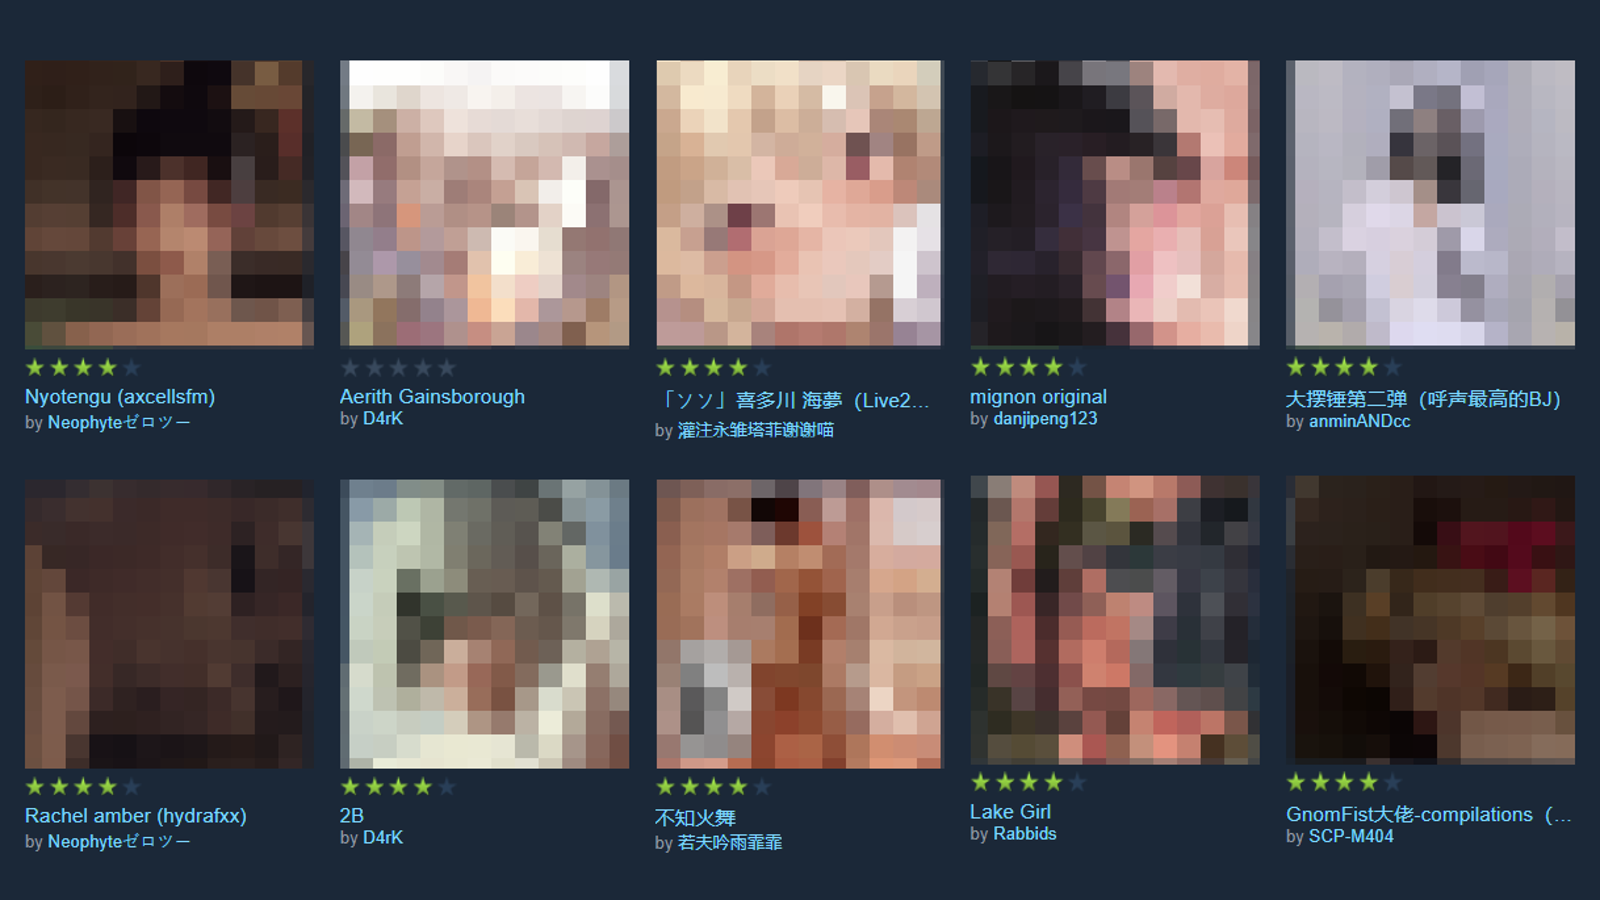 Nyotengu (axcellsfm)
by Neophyteゼロツー
Aerith Gainsborough
by D4rK
「ソソ」喜多川 海夢（Live2...
by 灌注永雏塔菲谢谢喵
mignon original
by danjipeng123
大摆锤第二弹（呼声最高的BJ）
by anminANDcc
Rachel amber (hydrafxx)
by Neophyteゼロツー
2B
by D4rK
不知火舞
by 若夫吟雨霏霏
Lake Girl
by Rabbids
GnomFist大佬-compilations（...
by SCP-M404